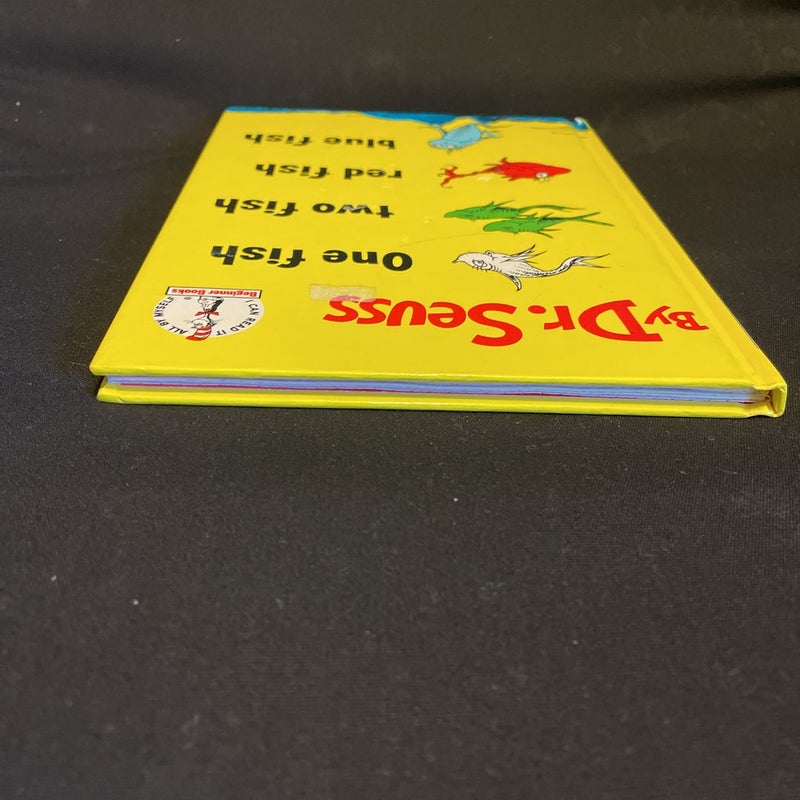 By Dr. Seuss
One fish
two fish
red fish
blue fish
I CAN READ IT ALL BY MYSELF
Beginner Books